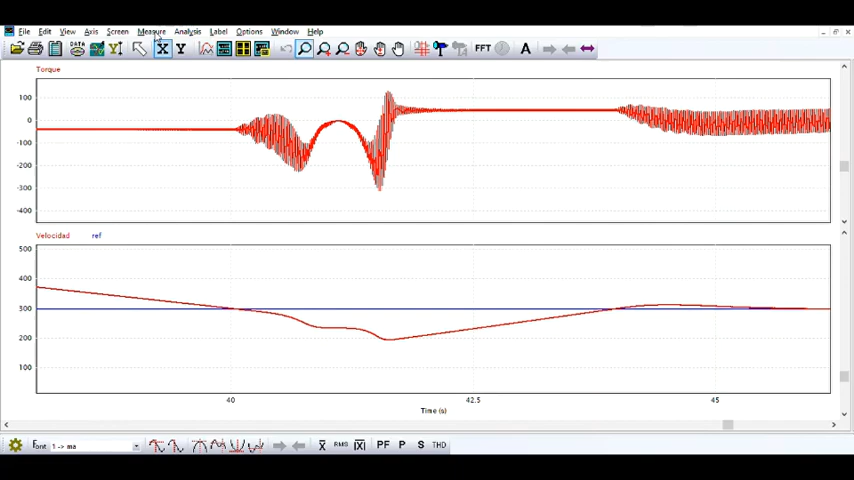 File Edit View Axis Screen Measure Analysis Label Options Window Help
DATA Y X Y FFT A
Torque
100
0
-100
-200
-300
-400
Velocidad ref
500
400
300
200
100
40 42.5 45
Time (s)
Font 1 -> ma X RMS |X| PF P S THD